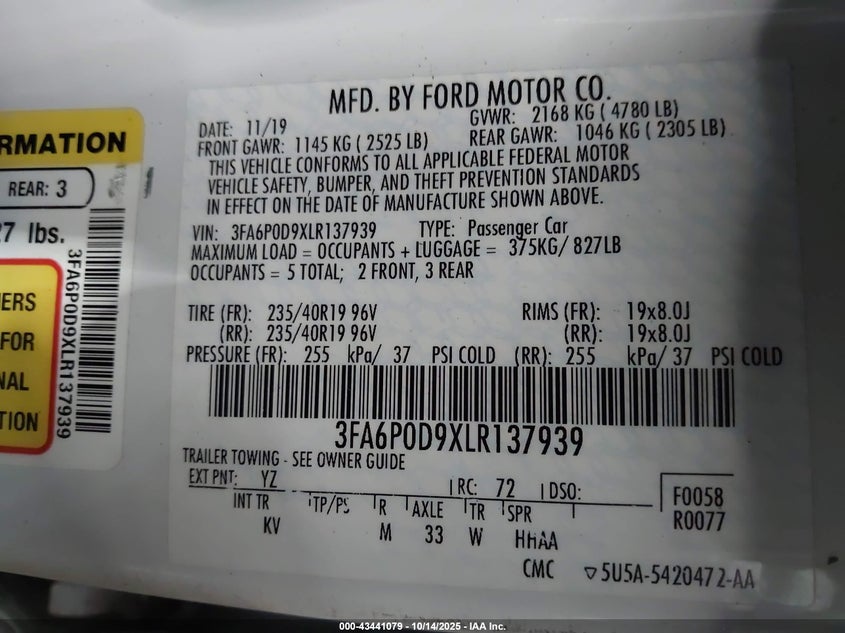 RMATION
REAR: 3
27 lbs.
ERS
FOR
NAL
TION
3FA6P0D9XLR137939
MFD. BY FORD MOTOR CO.
DATE: 11/19 GVWR: 2168 KG ( 4780 LB)
FRONT GAWR: 1145 KG ( 2525 LB) REAR GAWR: 1046 KG ( 2305 LB)
THIS VEHICLE CONFORMS TO ALL APPLICABLE FEDERAL MOTOR
VEHICLE SAFETY, BUMPER, AND THEFT PREVENTION STANDARDS
IN EFFECT ON THE DATE OF MANUFACTURE SHOWN ABOVE.
VIN: 3FA6P0D9XLR137939 TYPE: Passenger Car
MAXIMUM LOAD = OCCUPANTS + LUGGAGE = 375KG/ 827LB
OCCUPANTS = 5 TOTAL; 2 FRONT, 3 REAR
TIRE (FR): 235/40R19 96V RIMS (FR): 19x8.0J
(RR): 235/40R19 96V (RR): 19x8.0J
PRESSURE (FR): 255 kPa/ 37 PSI COLD (RR): 255 kPa/ 37 PSI COLD
3FA6P0D9XLR137939
TRAILER TOWING - SEE OWNER GUIDE
EXT PNT: YZ RC: 72 DSO:
INT TR TP/PS R AXLE TR SPR
KV M 33 W HHAA
F0058
R0077
CMC ▽5U5A-5420472-AA
000-43441079 - 10/14/2025 - IAA Inc.